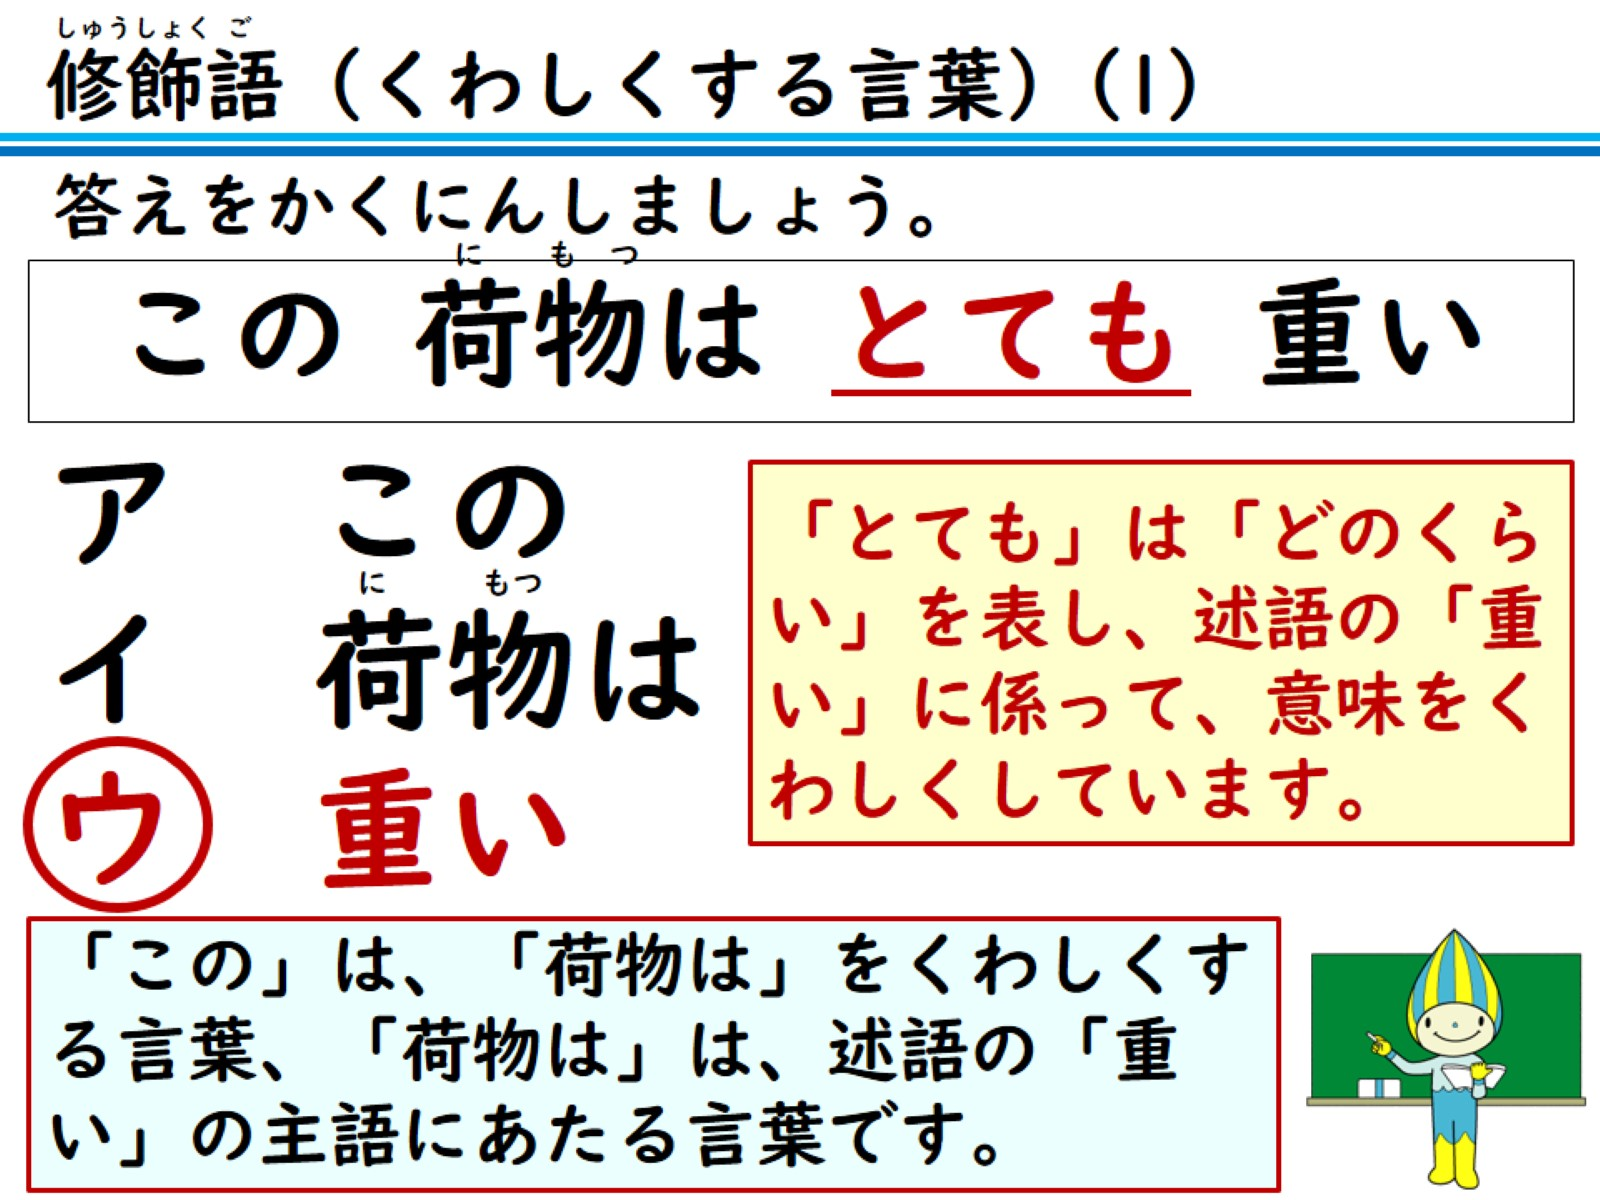 しゅうしょく ご
修飾語（くわしくする言葉）（1）
答えをかくにんしましょう。
に もつ
この 荷物は とても 重い
ア この
に もつ
イ 荷物は
ウ 重い
「とても」は「どのくら
い」を表し、述語の「重
い」に係って、意味をく
わしくしています。
「この」は、「荷物は」をくわしくす
る言葉、「荷物は」は、述語の「重
い」の主語にあたる言葉です。